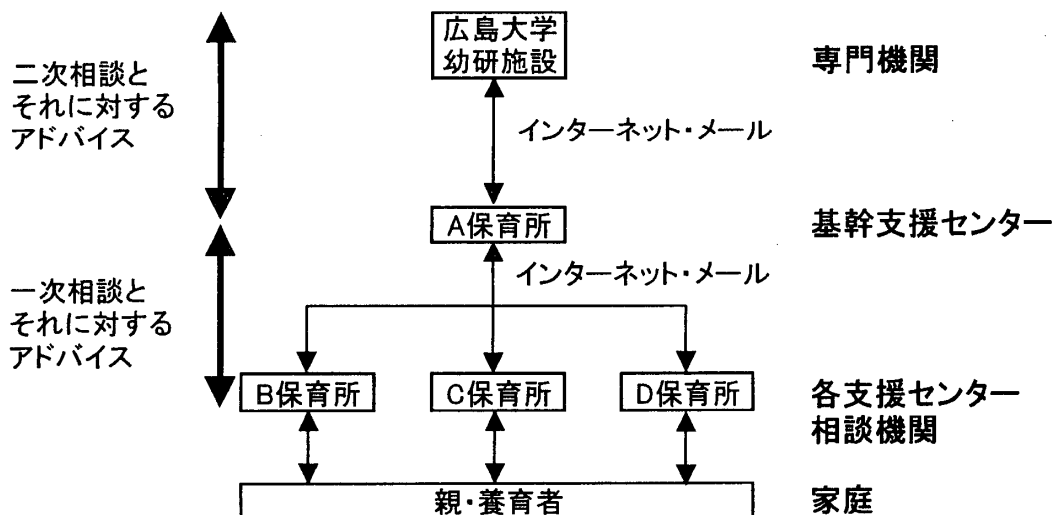 広島大学
幼研施設
専門機関
二次相談と
それに対する
アドバイス
インターネット・メール
A保育所
基幹支援センター
インターネット・メール
一次相談と
それに対する
アドバイス
B保育所
C保育所
D保育所
各支援センター
相談機関
親・養育者
家庭